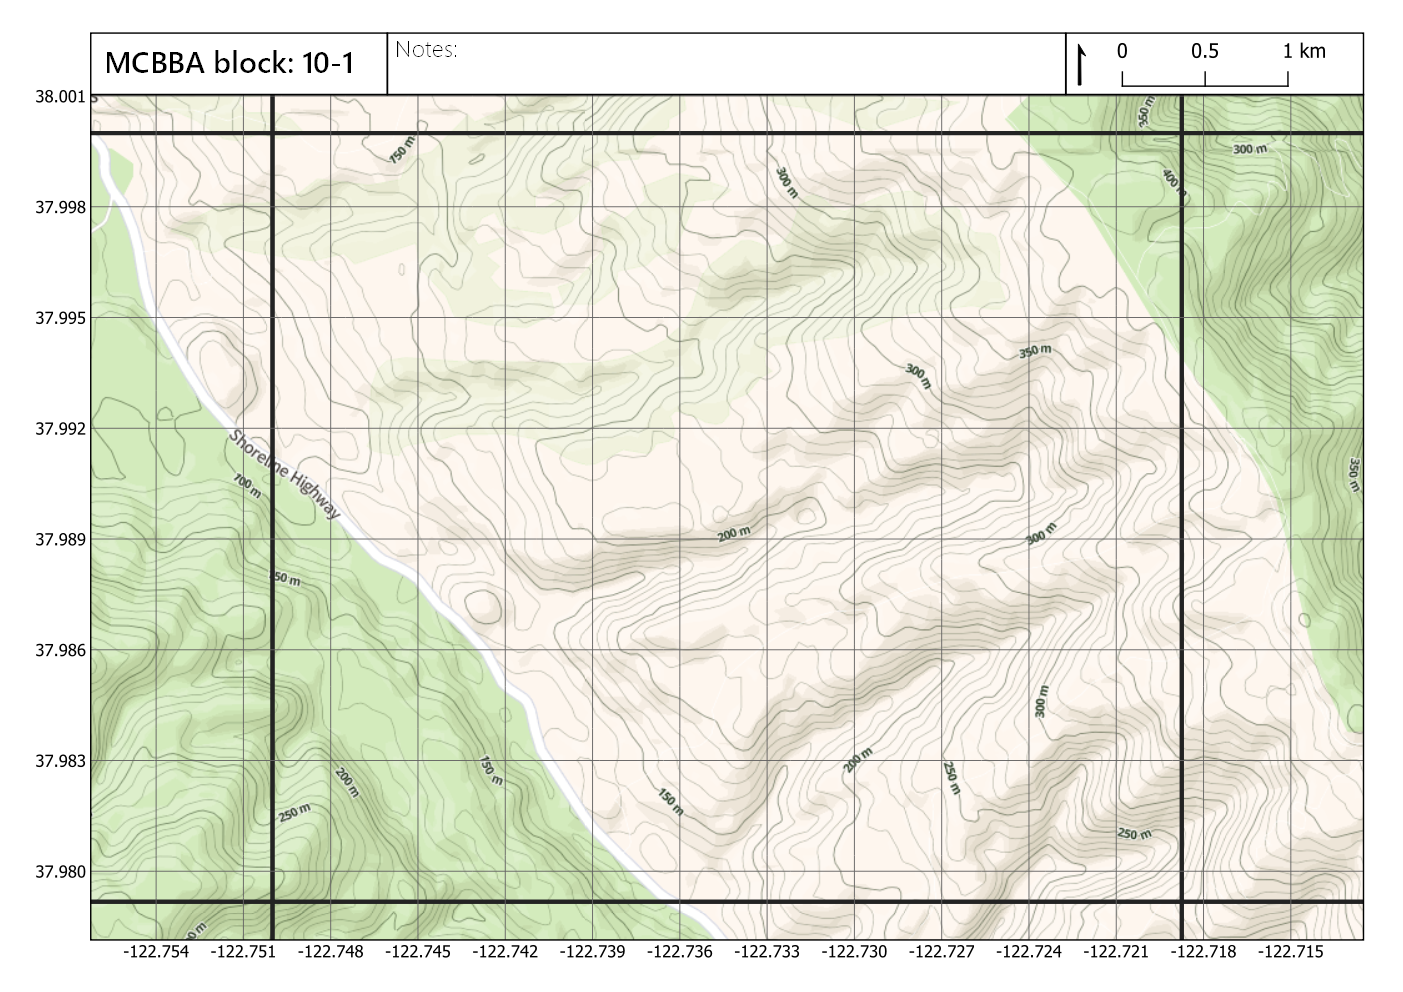 MCBBA block: 10-1
Notes:
0 0.5 1 km
38.001
37.998
37.995
37.992
37.989
37.986
37.983
37.980
350 m
750 m
300 m
300 m
400 m
350 m
300 m
Shoreline Highway
700 m
350 m
200 m
300 m
50 m
300 m
200 m
150 m
250 m
200 m
150 m
250 m
250 m
-122.754 -122.751 -122.748 -122.745 -122.742 -122.739 -122.736 -122.733 -122.730 -122.727 -122.724 -122.721 -122.718 -122.715